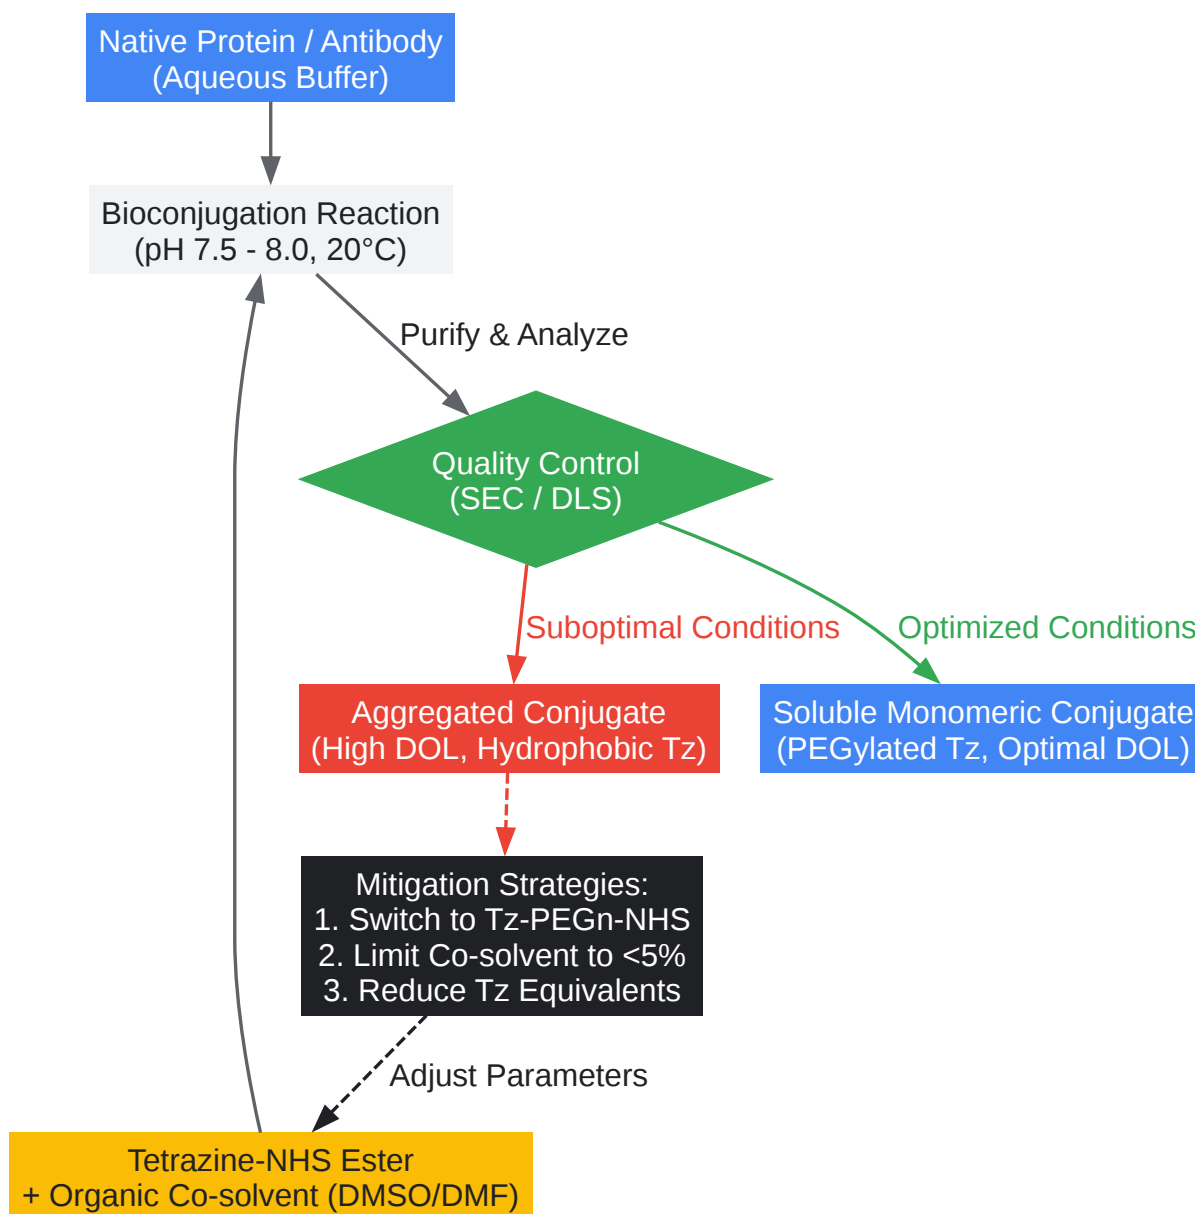 Native Protein / Antibody
(Aqueous Buffer)
Bioconjugation Reaction
(pH 7.5 - 8.0, 20°C)
Purify & Analyze
Quality Control
(SEC / DLS)
Suboptimal Conditions
Optimized Conditions
Aggregated Conjugate
(High DOL, Hydrophobic Tz)
Soluble Monomeric Conjugate
(PEGylated Tz, Optimal DOL)
Mitigation Strategies:
1. Switch to Tz-PEGn-NHS
2. Limit Co-solvent to <5%
3. Reduce Tz Equivalents
Adjust Parameters
Tetrazine-NHS Ester
+ Organic Co-solvent (DMSO/DMF)